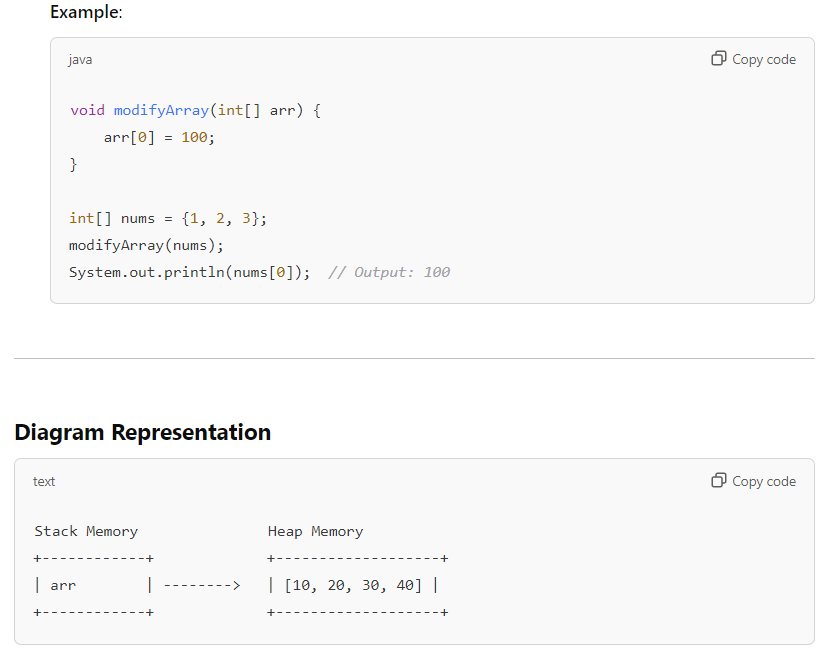 Example:
java
Copy code
void modifyArray(int[] arr) {
    arr[0] = 100;
}
int[] nums = {1, 2, 3};
modifyArray(nums);
System.out.println(nums[0]);  // Output: 100
Diagram Representation
text
Copy code
Stack Memory               Heap Memory
+------------+             +-------------------+
| arr        | -------->   | [10, 20, 30, 40] |
+------------+             +-------------------+